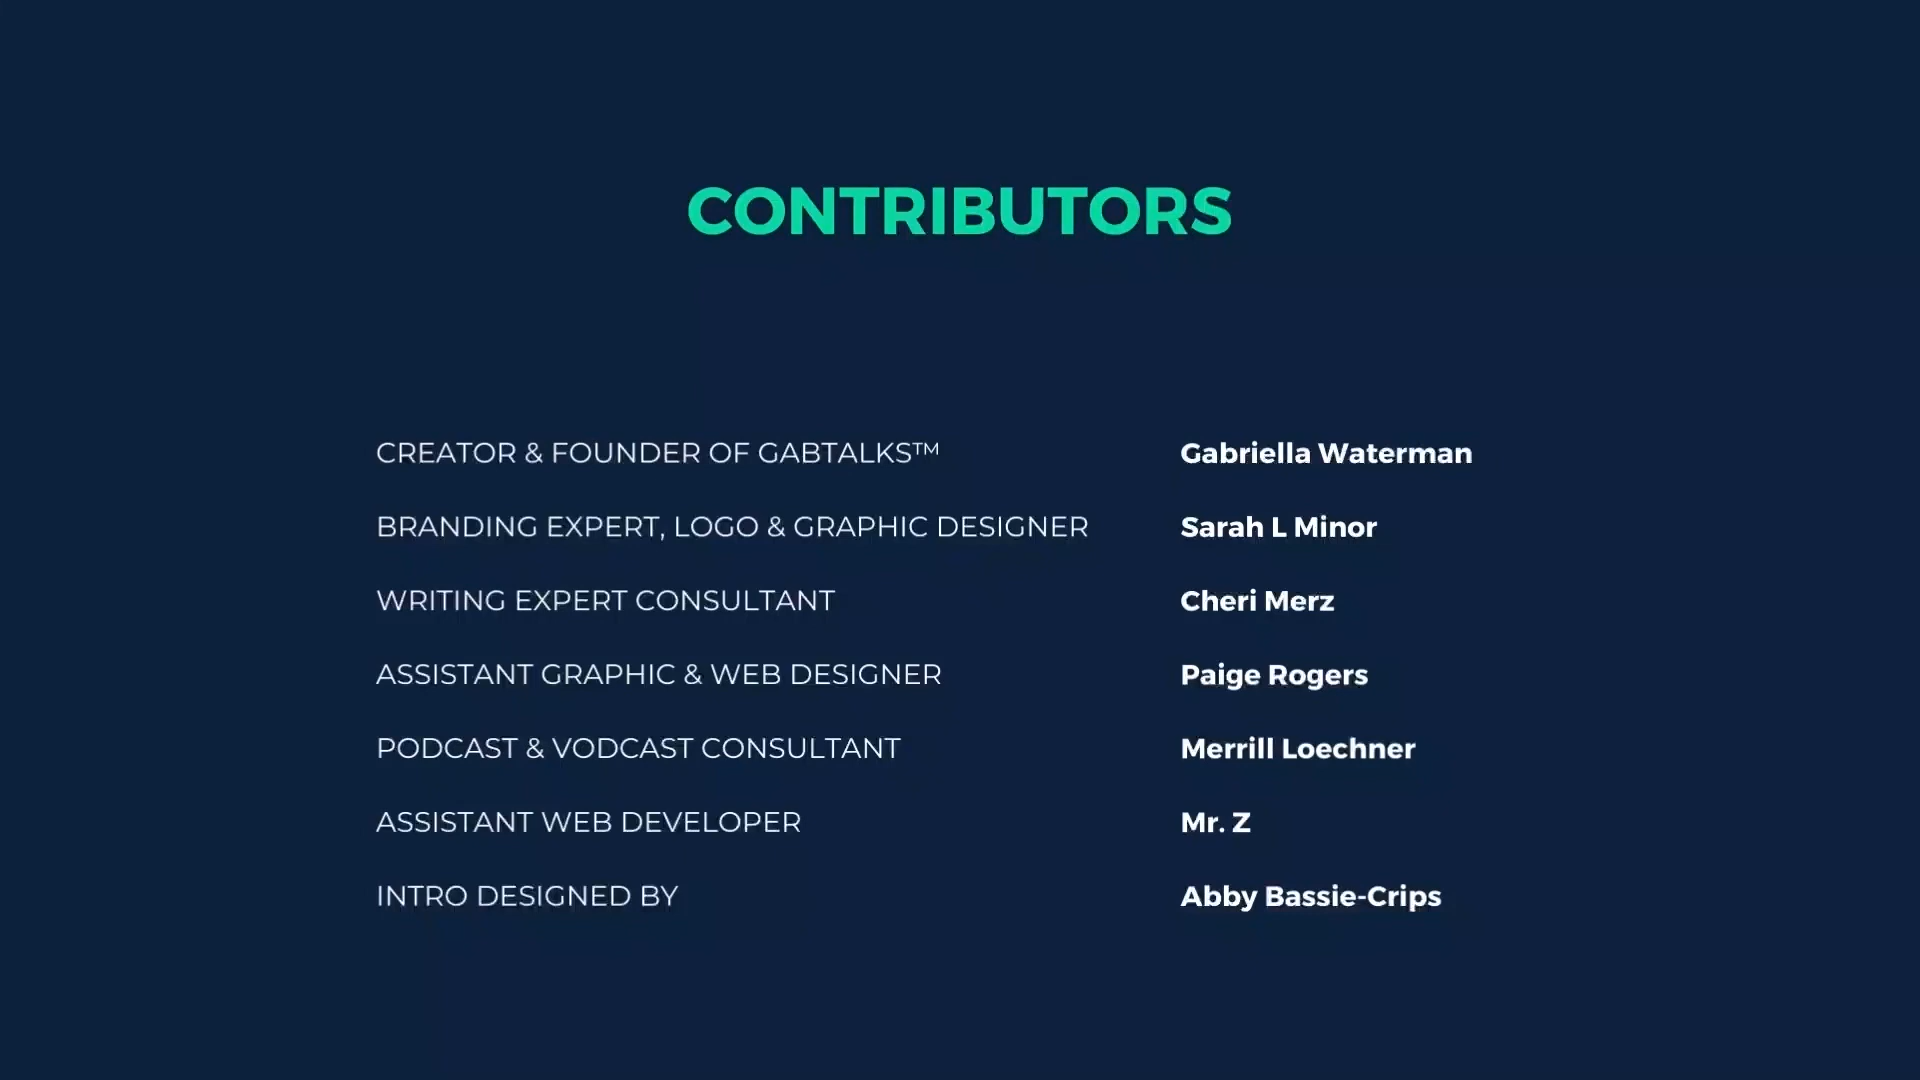 CONTRIBUTORS
CREATOR & FOUNDER OF GABTALKS™ Gabriella Waterman
BRANDING EXPERT, LOGO & GRAPHIC DESIGNER Sarah L Minor
WRITING EXPERT CONSULTANT Cheri Merz
ASSISTANT GRAPHIC & WEB DESIGNER Paige Rogers
PODCAST & VODCAST CONSULTANT Merrill Loechner
ASSISTANT WEB DEVELOPER Mr. Z
INTRO DESIGNED BY Abby Bassie-Crips